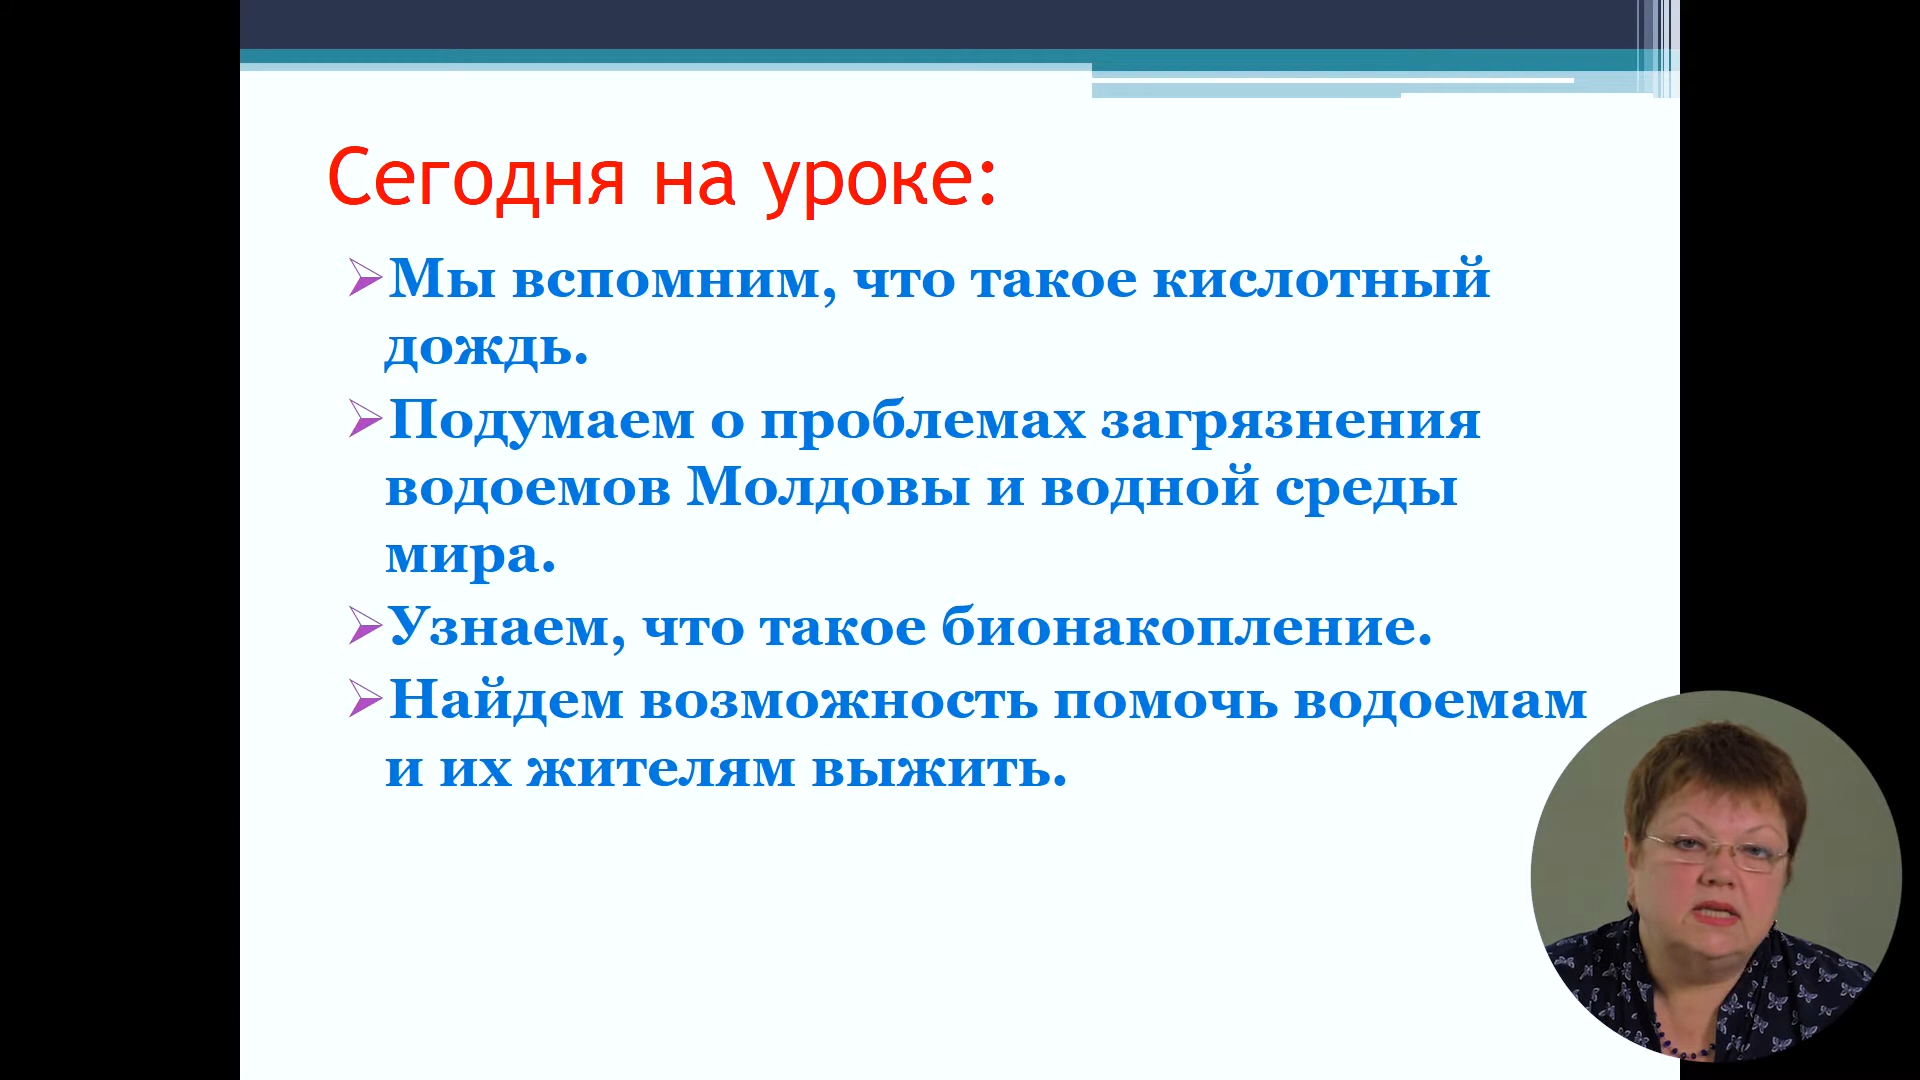 Сегодня на уроке:
Мы вспомним, что такое кислотный
дождь.
Подумаем о проблемах загрязнения
водоемов Молдовы и водной среды
мира.
Узнаем, что такое бионакопление.
Найдем возможность помочь водоемам
и их жителям выжить.